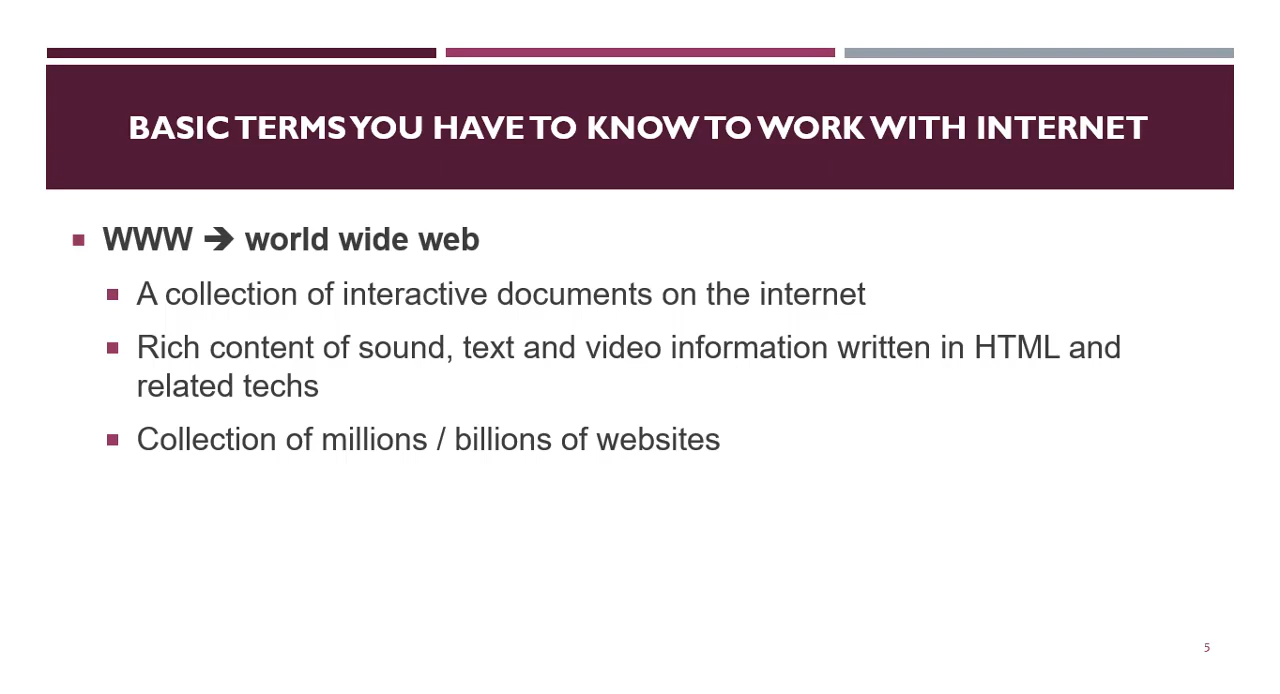 BASIC TERMS YOU HAVE TO KNOW TO WORK WITH INTERNET
WWW ➔ world wide web
A collection of interactive documents on the internet
Rich content of sound, text and video information written in HTML and
related techs
Collection of millions / billions of websites
5